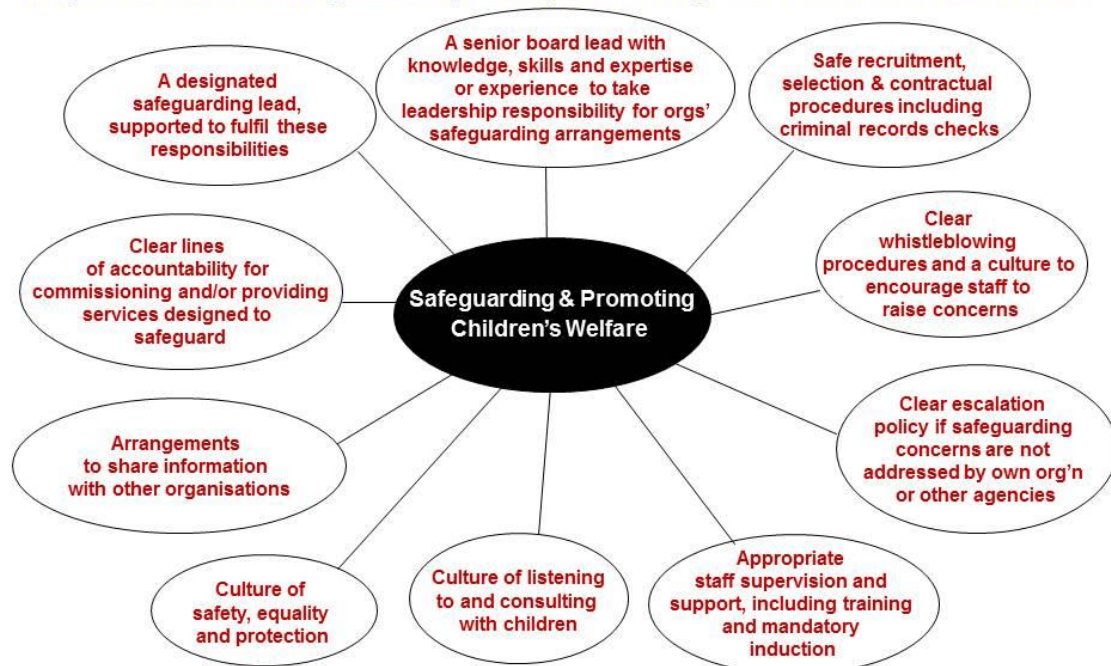 A designated
safeguarding lead,
supported to fulfil these
responsibilities
A senior board lead with
knowledge, skills and expertise
or experience to take
leadership responsibility for orgs'
safeguarding arrangements
Safe recruitment,
selection & contractual
procedures including
criminal records checks
Clear lines
of accountability for
commissioning and/or providing
services designed to
safeguard
Safeguarding & Promoting
Children's Welfare
Clear
whistleblowing
procedures and a culture to
encourage staff to
raise concerns
Arrangements
to share information
with other organisations
Clear escalation
policy if safeguarding
concerns are not
addressed by own org'n
or other agencies
Culture of
safety, equality
and protection
Culture of listening
to and consulting
with children
Appropriate
staff supervision and
support, including training
and mandatory
induction